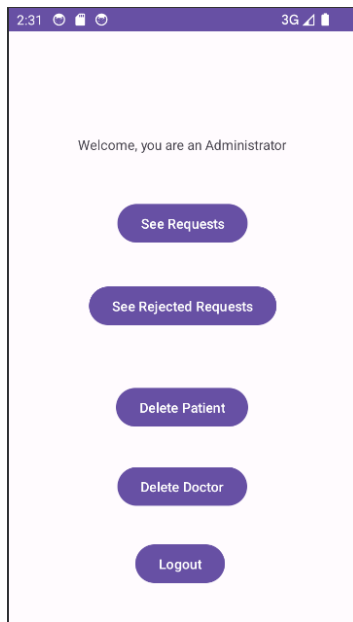 2:31 3G
Welcome, you are an Administrator
See Requests
See Rejected Requests
Delete Patient
Delete Doctor
Logout